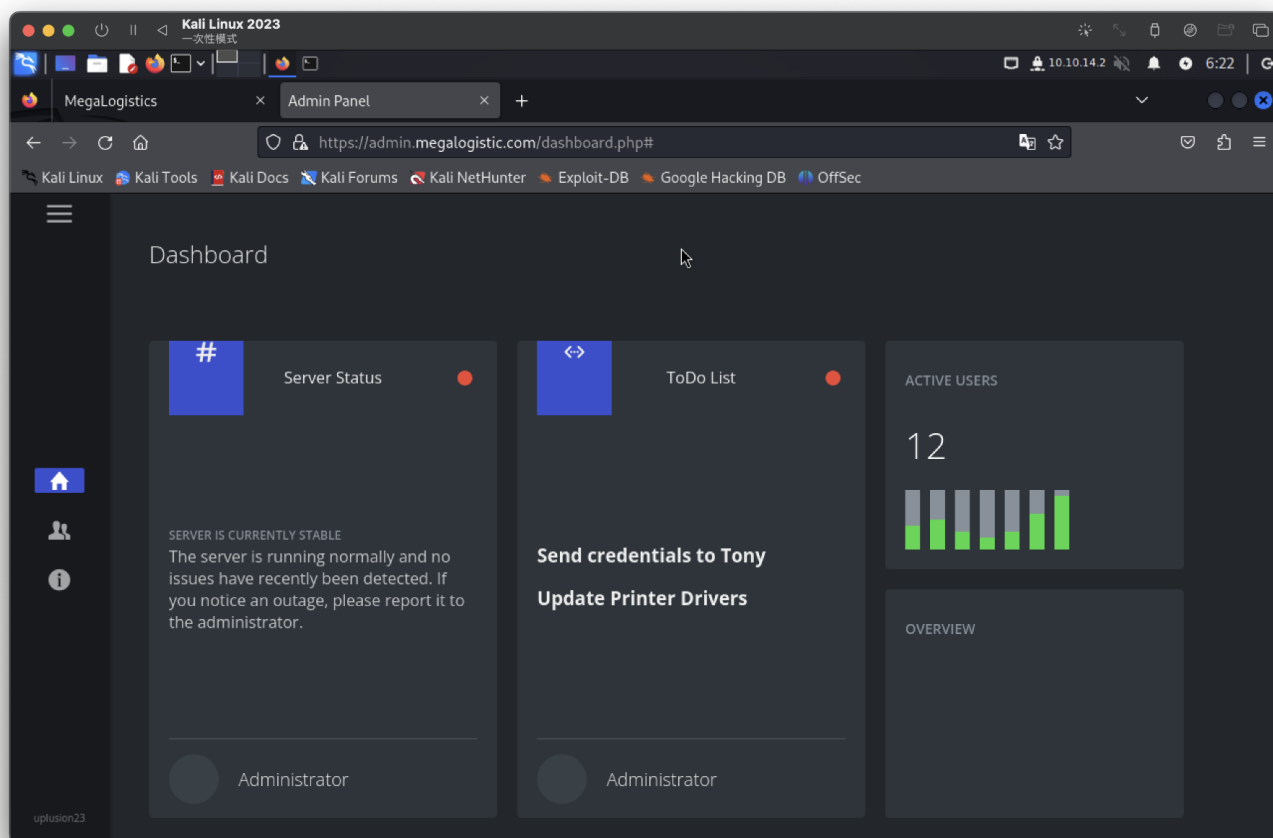 Kali Linux 2023
一次性模式
10.10.14.2
6:22
MegaLogistics
Admin Panel
https://admin.megalogistic.com/dashboard.php#
Kali Linux
Kali Tools
Kali Docs
Kali Forums
Kali NetHunter
Exploit-DB
Google Hacking DB
OffSec
Dashboard
#
Server Status
SERVER IS CURRENTLY STABLE
The server is running normally and no
issues have recently been detected. If
you notice an outage, please report it to
the administrator.
Administrator
ToDo List
Send credentials to Tony
Update Printer Drivers
Administrator
ACTIVE USERS
12
OVERVIEW
uplusion23